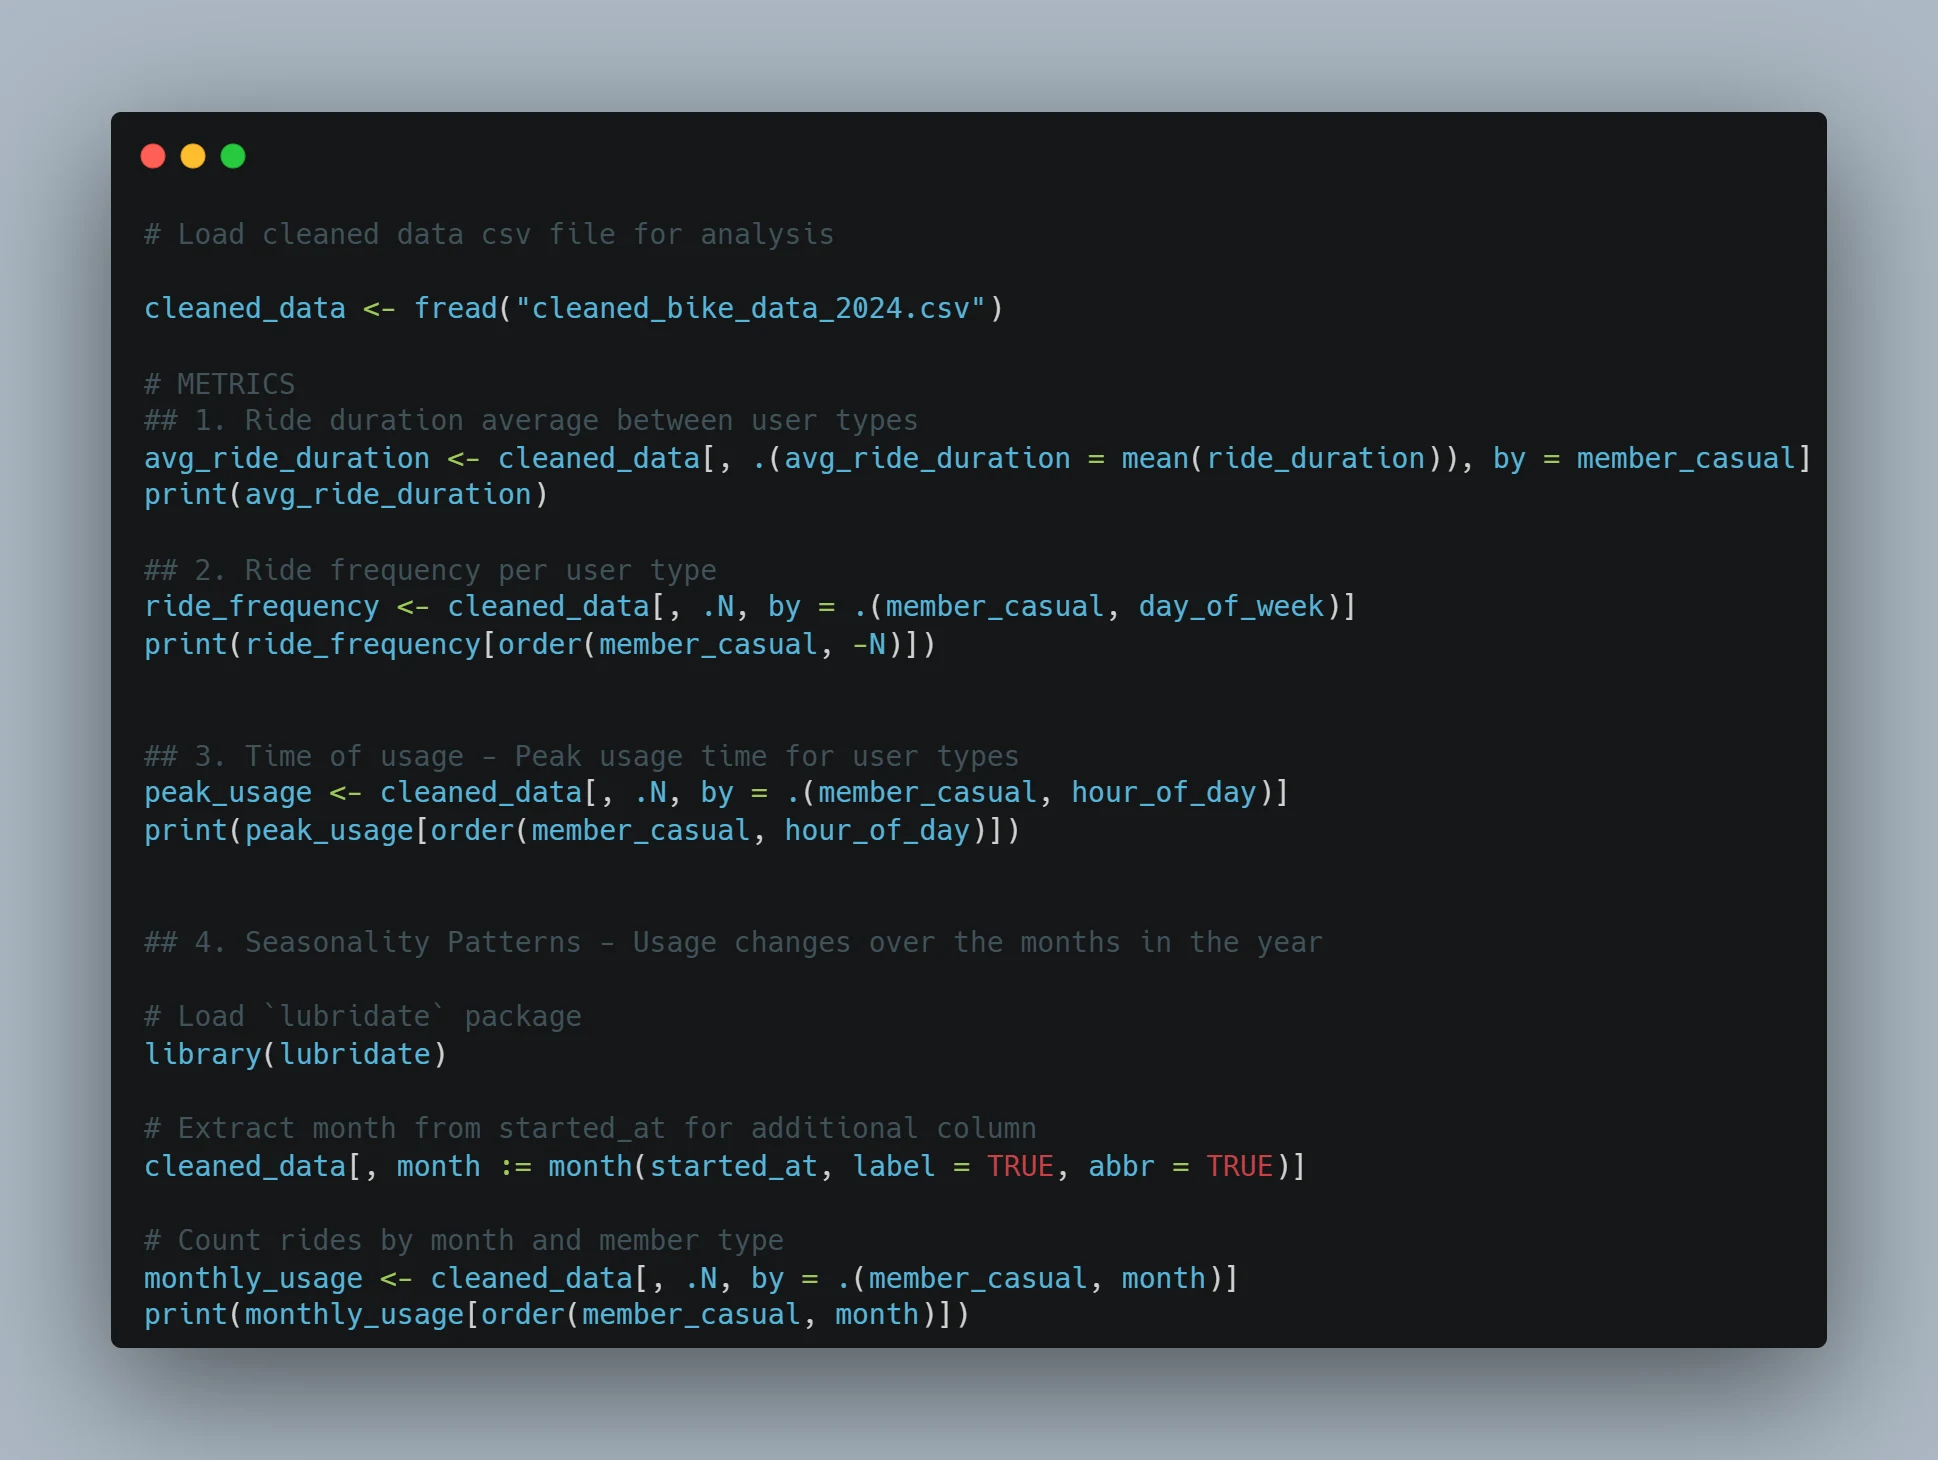 # Load cleaned data csv file for analysis
cleaned_data <- fread("cleaned_bike_data_2024.csv")
# METRICS
## 1. Ride duration average between user types
avg_ride_duration <- cleaned_data[, .(avg_ride_duration = mean(ride_duration)), by = member_casual]
print(avg_ride_duration)
## 2. Ride frequency per user type
ride_frequency <- cleaned_data[, .N, by = .(member_casual, day_of_week)]
print(ride_frequency[order(member_casual, -N)])
## 3. Time of usage - Peak usage time for user types
peak_usage <- cleaned_data[, .N, by = .(member_casual, hour_of_day)]
print(peak_usage[order(member_casual, hour_of_day)])
## 4. Seasonality Patterns - Usage changes over the months in the year
# Load `lubridate` package
library(lubridate)
# Extract month from started_at for additional column
cleaned_data[, month := month(started_at, label = TRUE, abbr = TRUE)]
# Count rides by month and member type
monthly_usage <- cleaned_data[, .N, by = .(member_casual, month)]
print(monthly_usage[order(member_casual, month)])